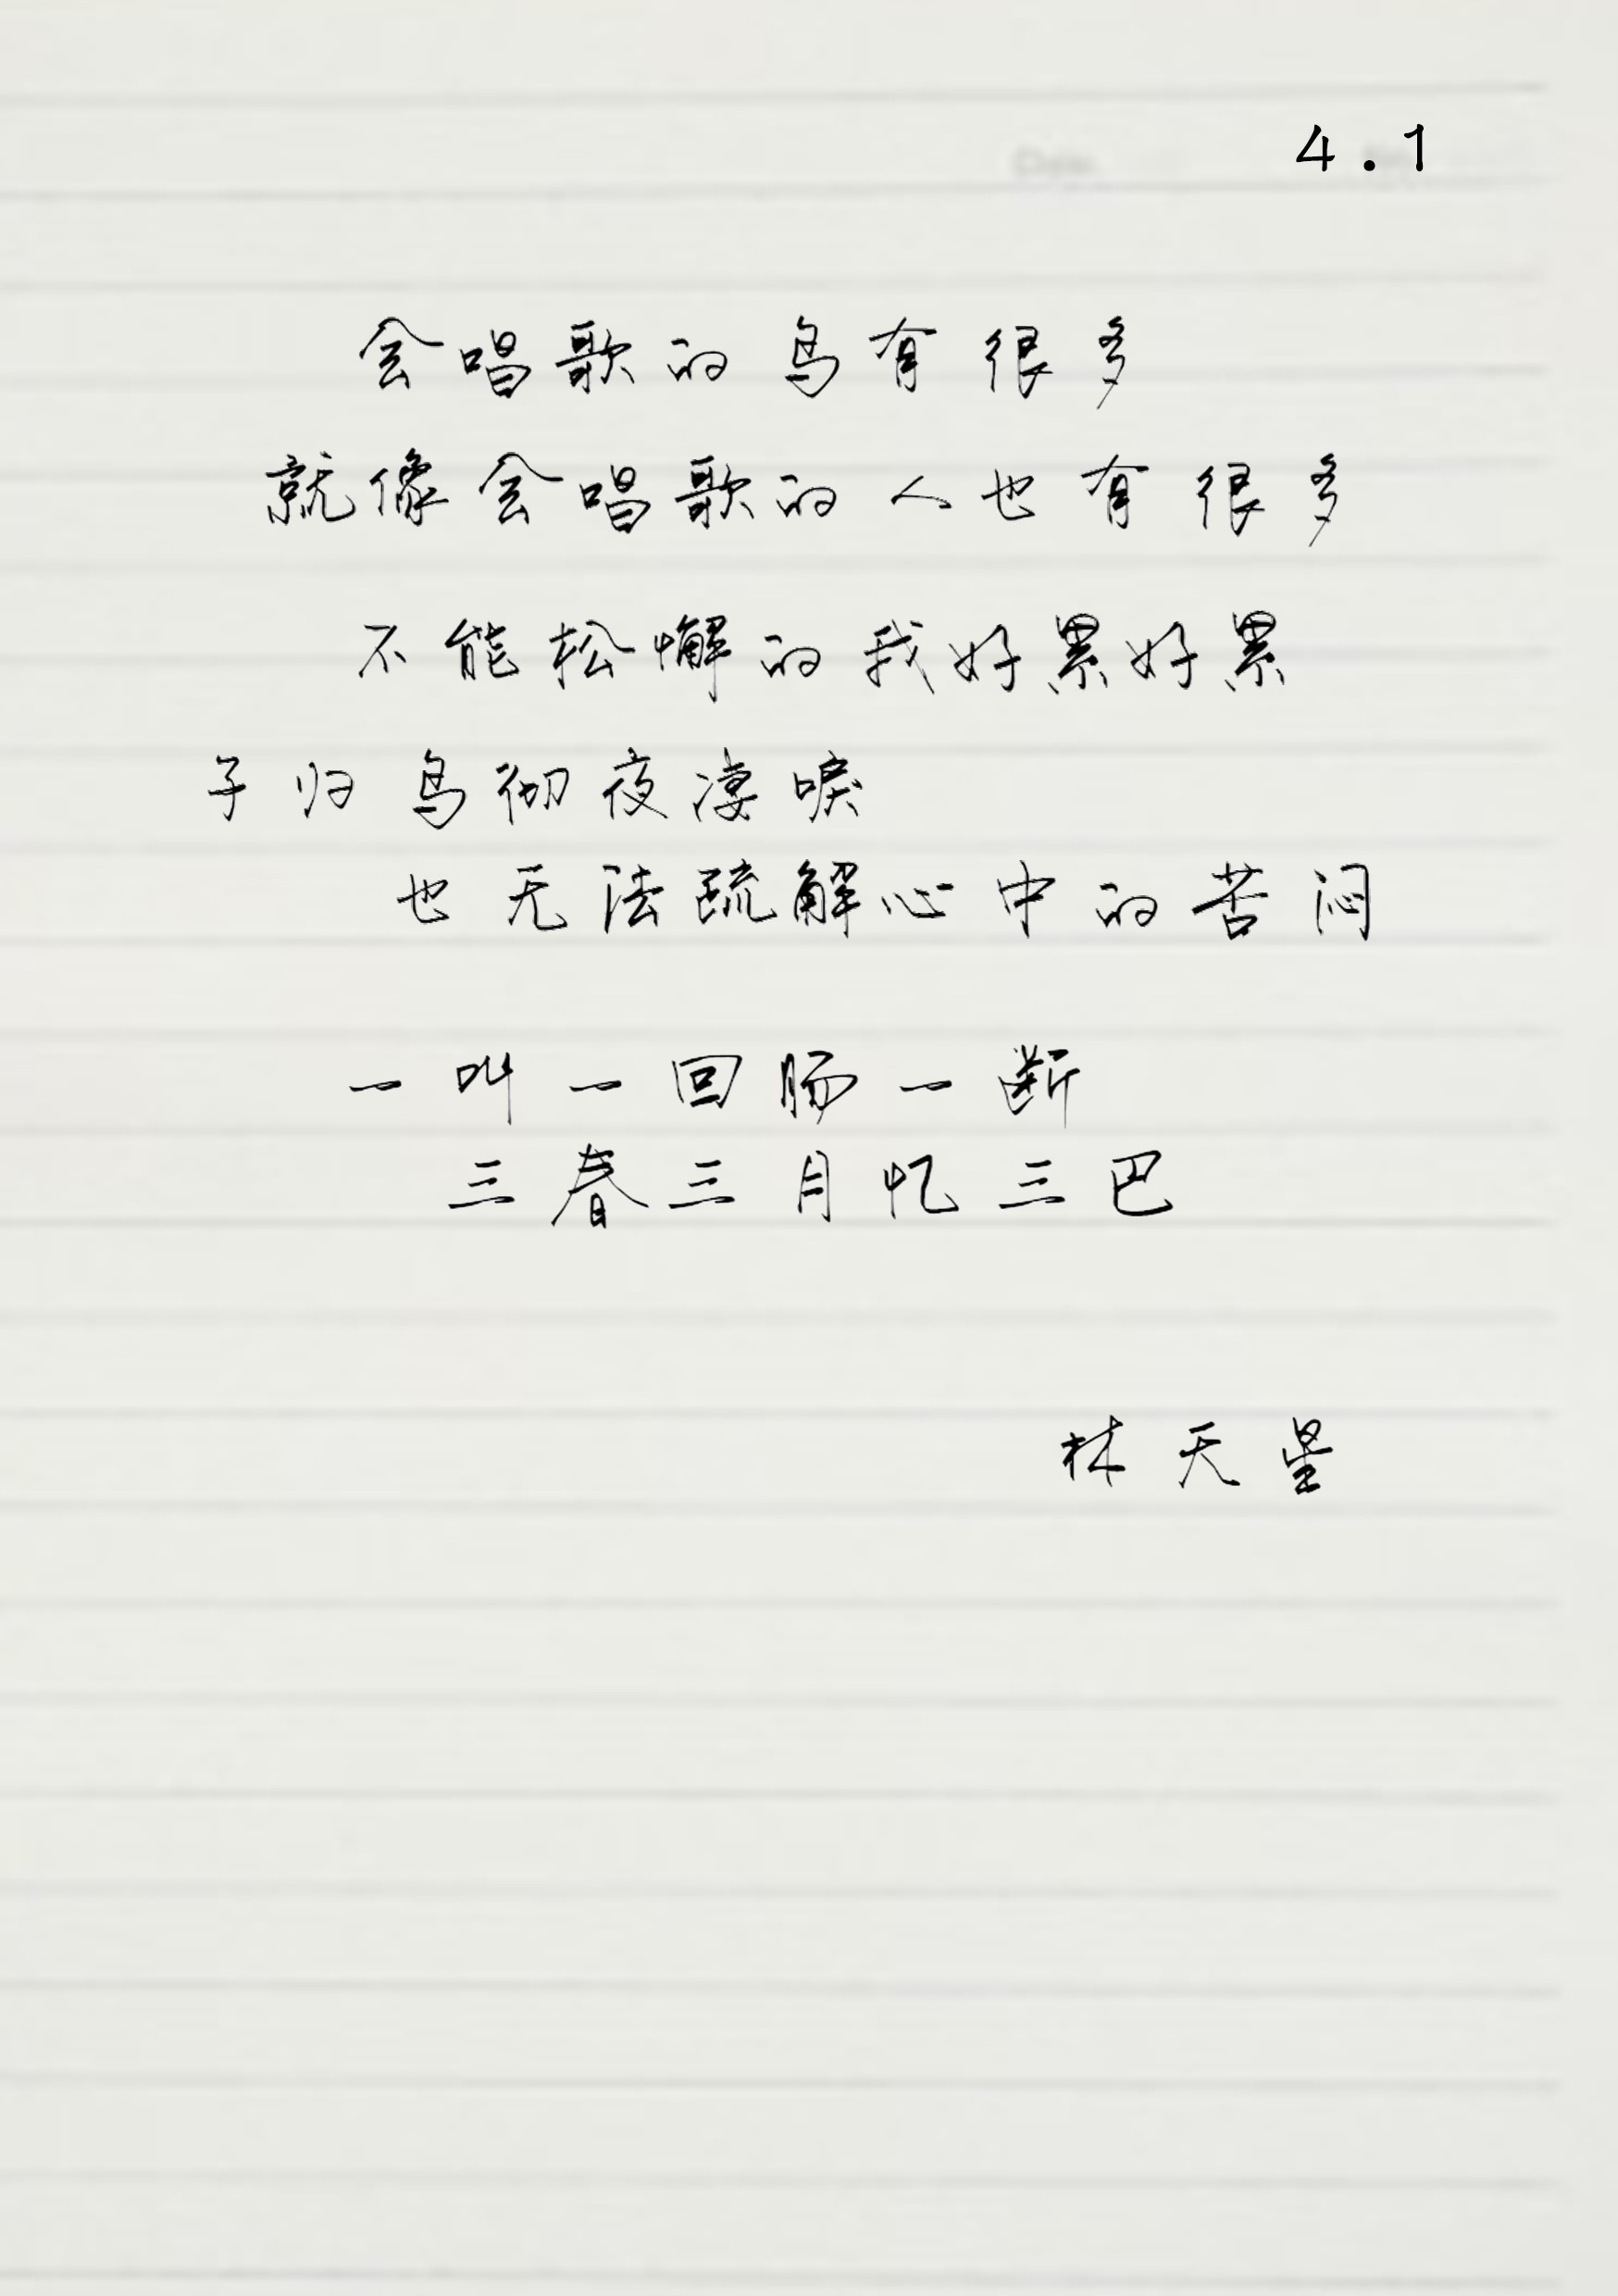 4.1
会唱歌的鸟有很多
就像会唱歌的人也有很多
不能松懈的我好累好累
子归鸟彻夜凄唳
也无法疏解心中的苦闷
一叫一回肠一断
三春三月忆三巴
林天星